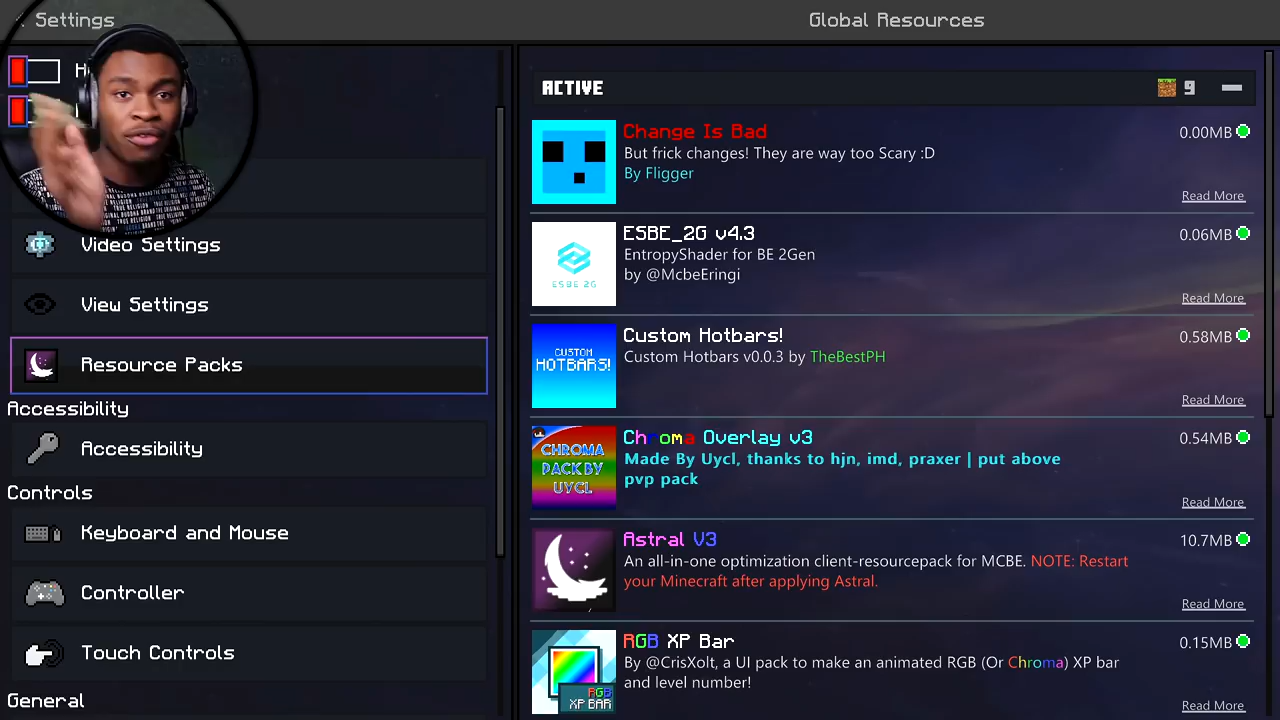 Settings
Global Resources
Video Settings
View Settings
Resource Packs
Accessibility
Accessibility
Controls
Keyboard and Mouse
Controller
Touch Controls
General
ACTIVE
9
Change Is Bad
0.00MB
But frick changes! They are way too Scary :D
By Fligger
Read More
ESBE_2G v4.3
0.06MB
EntropyShader for BE 2Gen
by @McbeEringi
ESBE 2G
Read More
Custom Hotbars!
0.58MB
Custom Hotbars v0.0.3 by TheBestPH
CUSTOM
HOTBARS!
Read More
Chroma Overlay v3
0.54MB
Made By Uycl, thanks to hjn, imd, praxer | put above
pvp pack
CHROMA
PACK BY
UYCL
Read More
Astral V3
10.7MB
An all-in-one optimization client-resourcepack for MCBE. NOTE: Restart
your Minecraft after applying Astral.
Read More
RGB XP Bar
0.15MB
By @CrisXolt, a UI pack to make an animated RGB (Or Chroma) XP bar
and level number!
RGB
XP BAR
Read More